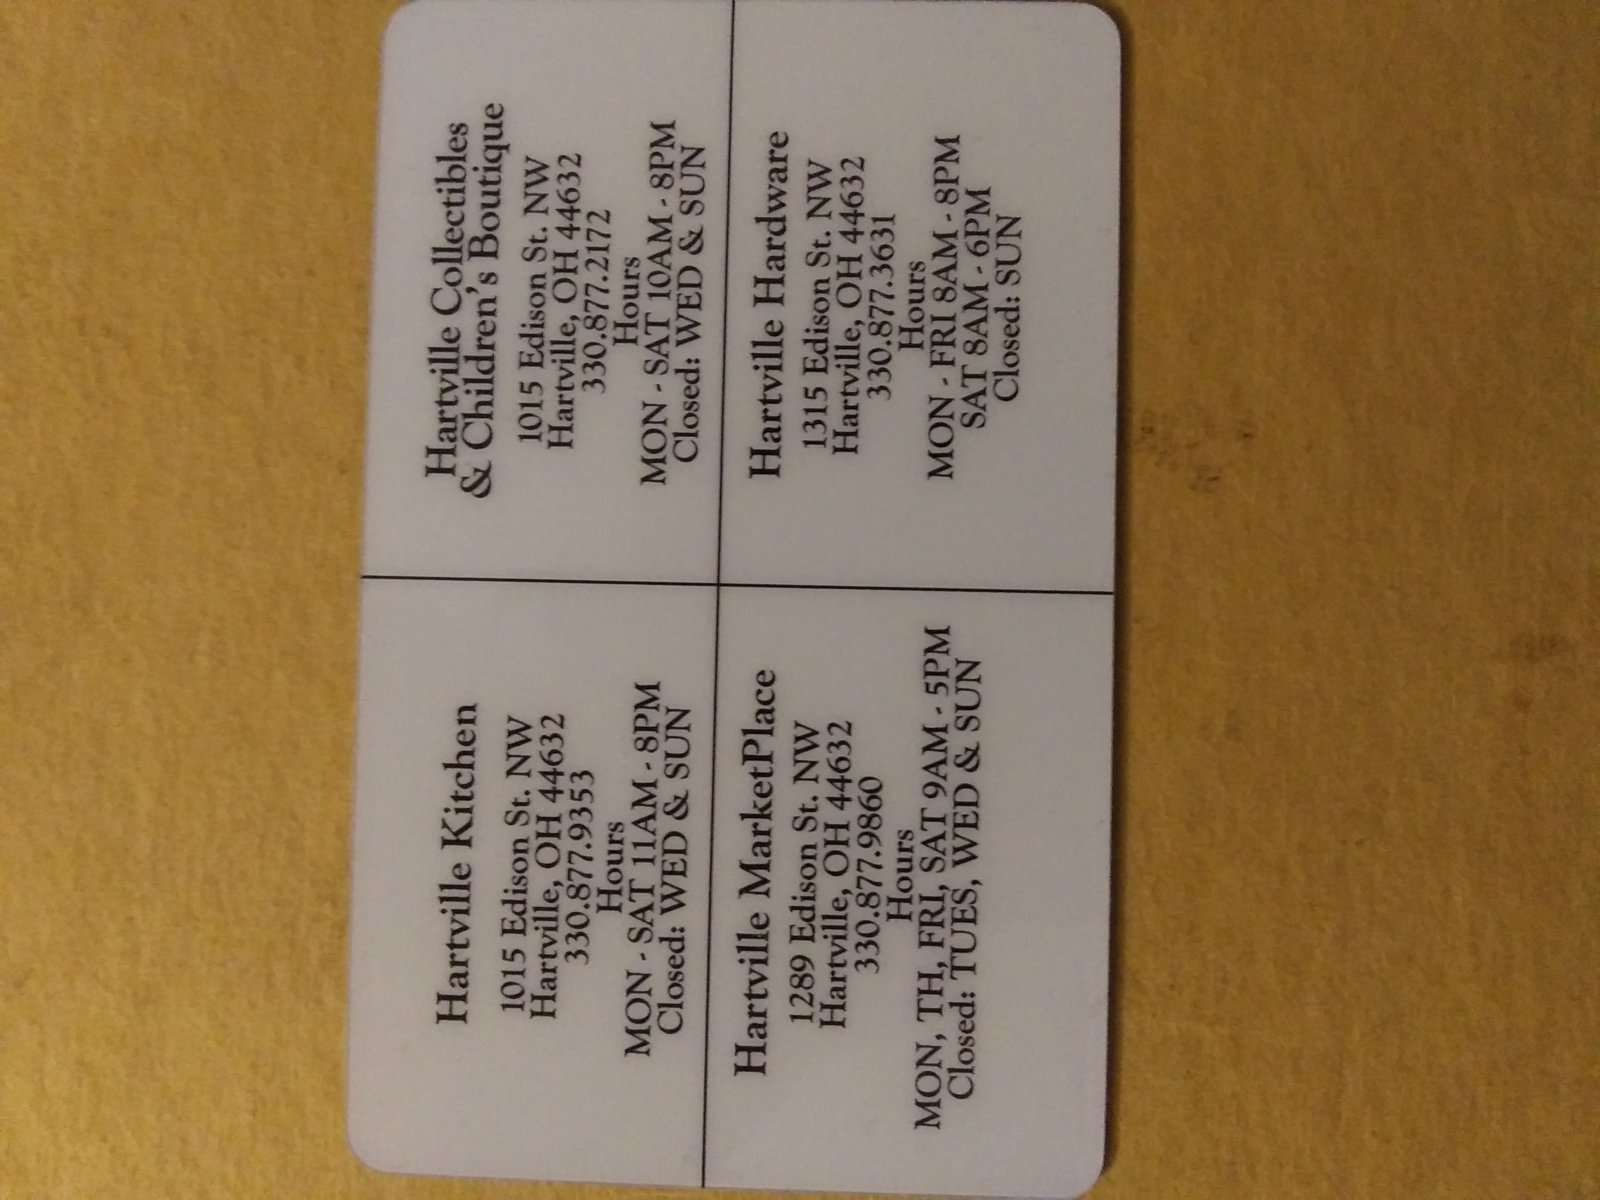 Hartville Kitchen
1015 Edison St. NW
Hartville, OH 44632
330.877.9353
Hours
MON - SAT 11AM - 8PM
Closed: WED & SUN
Hartville Collectibles
& Children's Boutique
1015 Edison St. NW
Hartville, OH 44632
330.877.2172
Hours
MON - SAT 10AM - 8PM
Closed: WED & SUN
Hartville MarketPlace
1289 Edison St. NW
Hartville, OH 44632
330.877.9860
Hours
MON, TH, FRI, SAT 9AM - 5PM
Closed: TUES, WED & SUN
Hartville Hardware
1315 Edison St. NW
Hartville, OH 44632
330.877.3631
Hours
MON - FRI 8AM - 8PM
SAT 8AM - 6PM
Closed: SUN